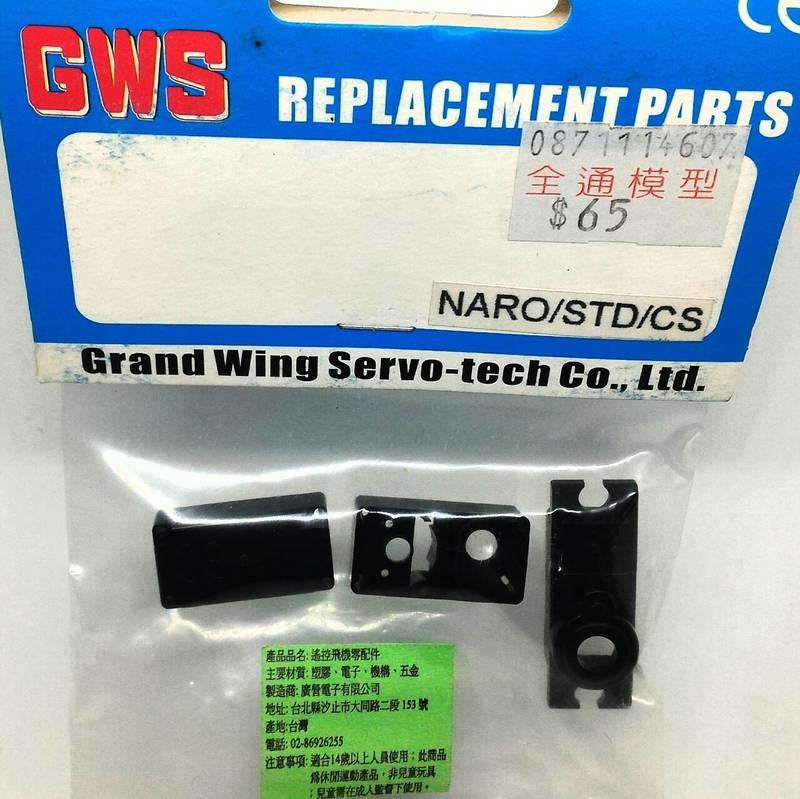 GWS
CE
REPLACEMENT PARTS
0871114607
全通模型
$65
NARO/STD/CS
Grand Wing Servo-tech Co., Ltd.
產品品名: 遙控飛機零配件
主要材質: 塑膠、電子、機構、五金
製造商: 廣營電子有限公司
地址: 台北縣汐止市大同路二段 153 號
產地:台灣
電話: 02-86926255
注意事項: 適合14歲以上人員使用；此商品
為休閒運動產品，非兒童玩具
；兒童需在成人監督下使用。